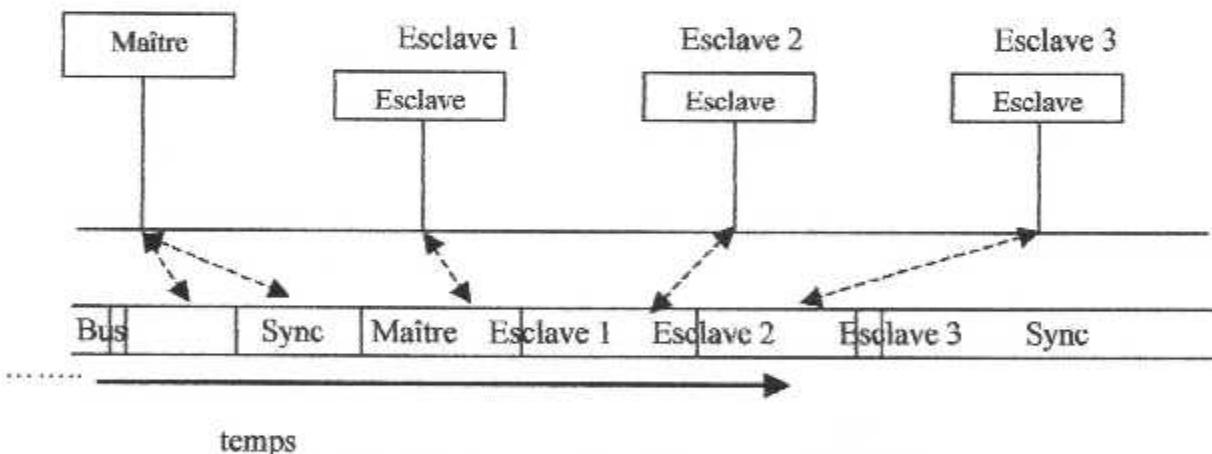 Maître
Esclave 1
Esclave 2
Esclave 3
Esclave
Esclave
Esclave
Bus Sync Maître Esclave 1 Esclave 2 Esclave 3 Sync
........
temps